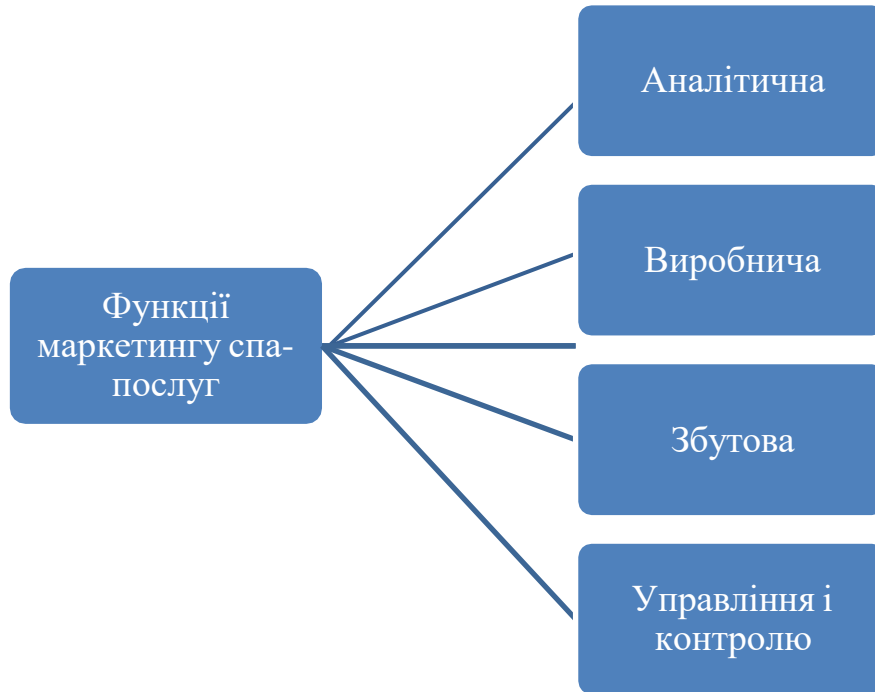 Функції
маркетингу спа-
послуг
Аналітична
Виробнича
Збутова
Управління і
контролю